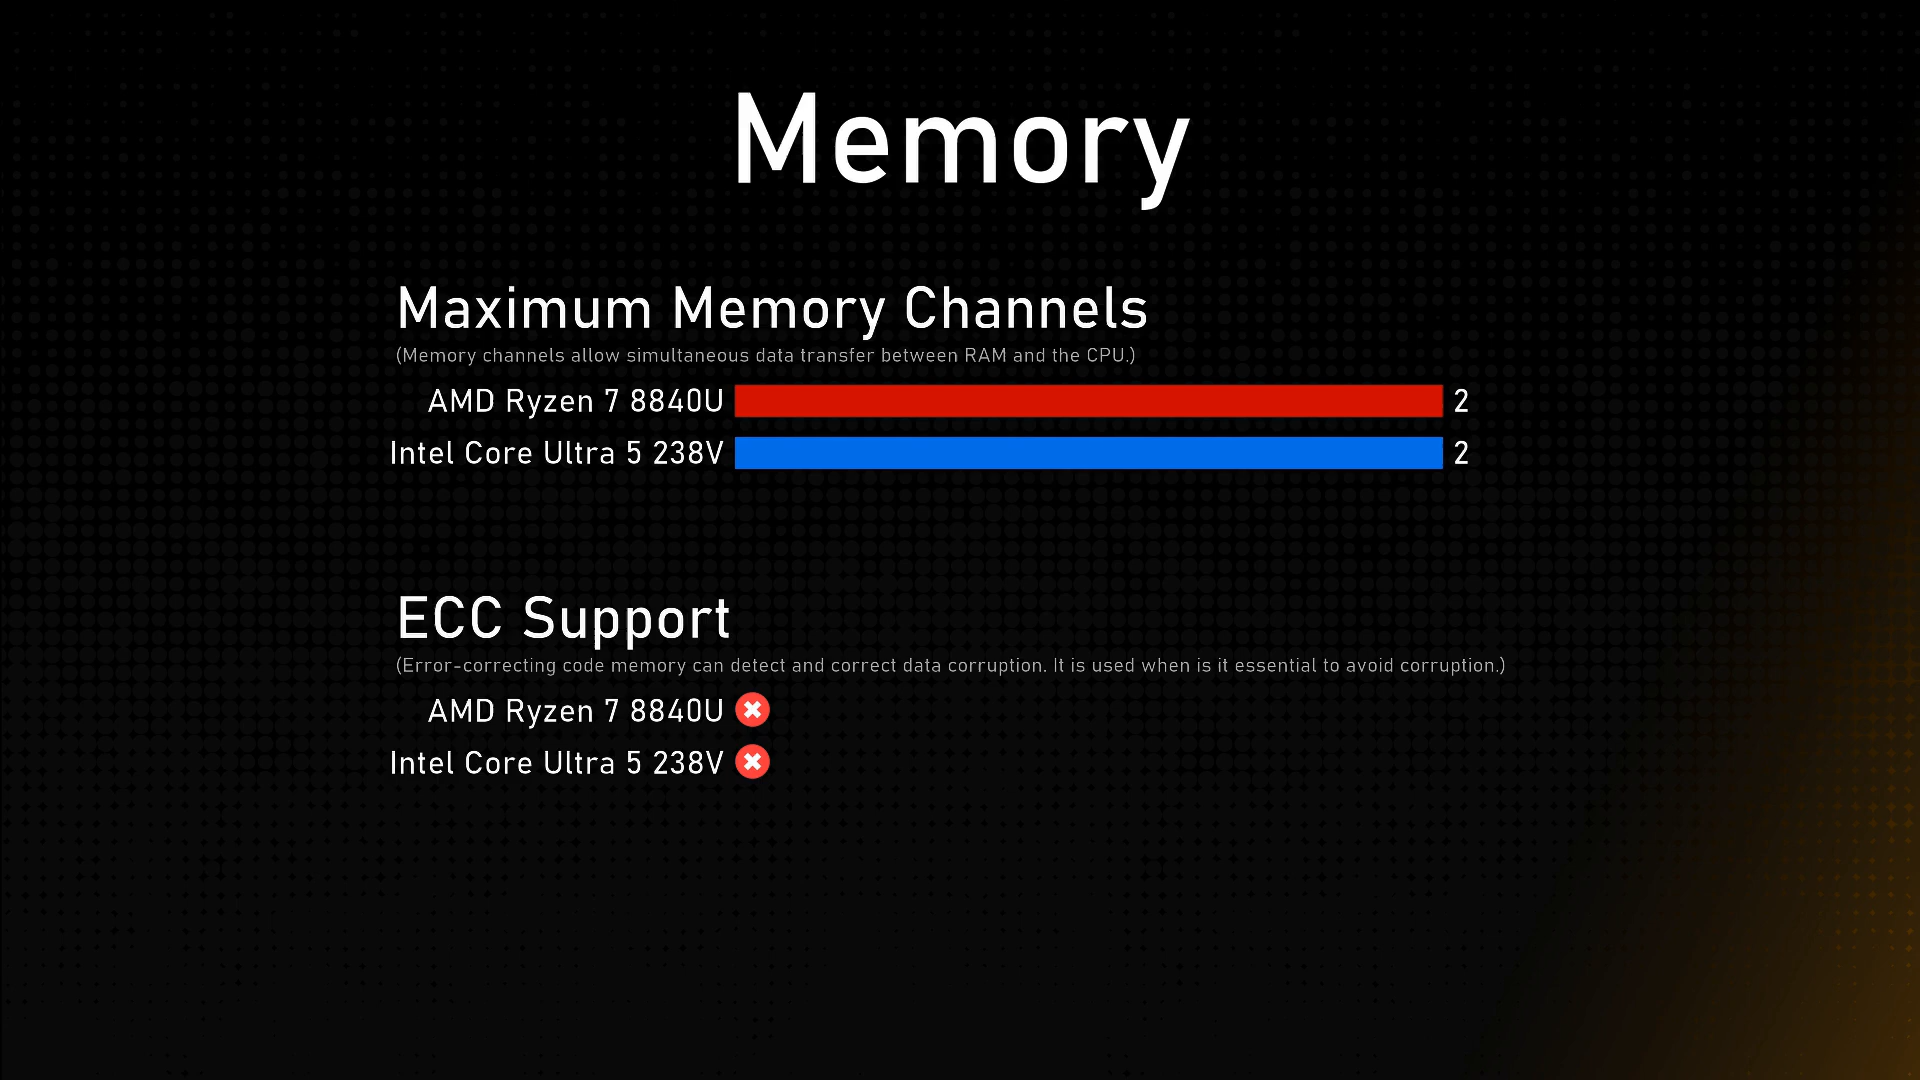 Memory
Maximum Memory Channels
(Memory channels allow simultaneous data transfer between RAM and the CPU.)
AMD Ryzen 7 8840U 2
Intel Core Ultra 5 238V 2
ECC Support
(Error-correcting code memory can detect and correct data corruption. It is used when is it essential to avoid corruption.)
AMD Ryzen 7 8840U
Intel Core Ultra 5 238V